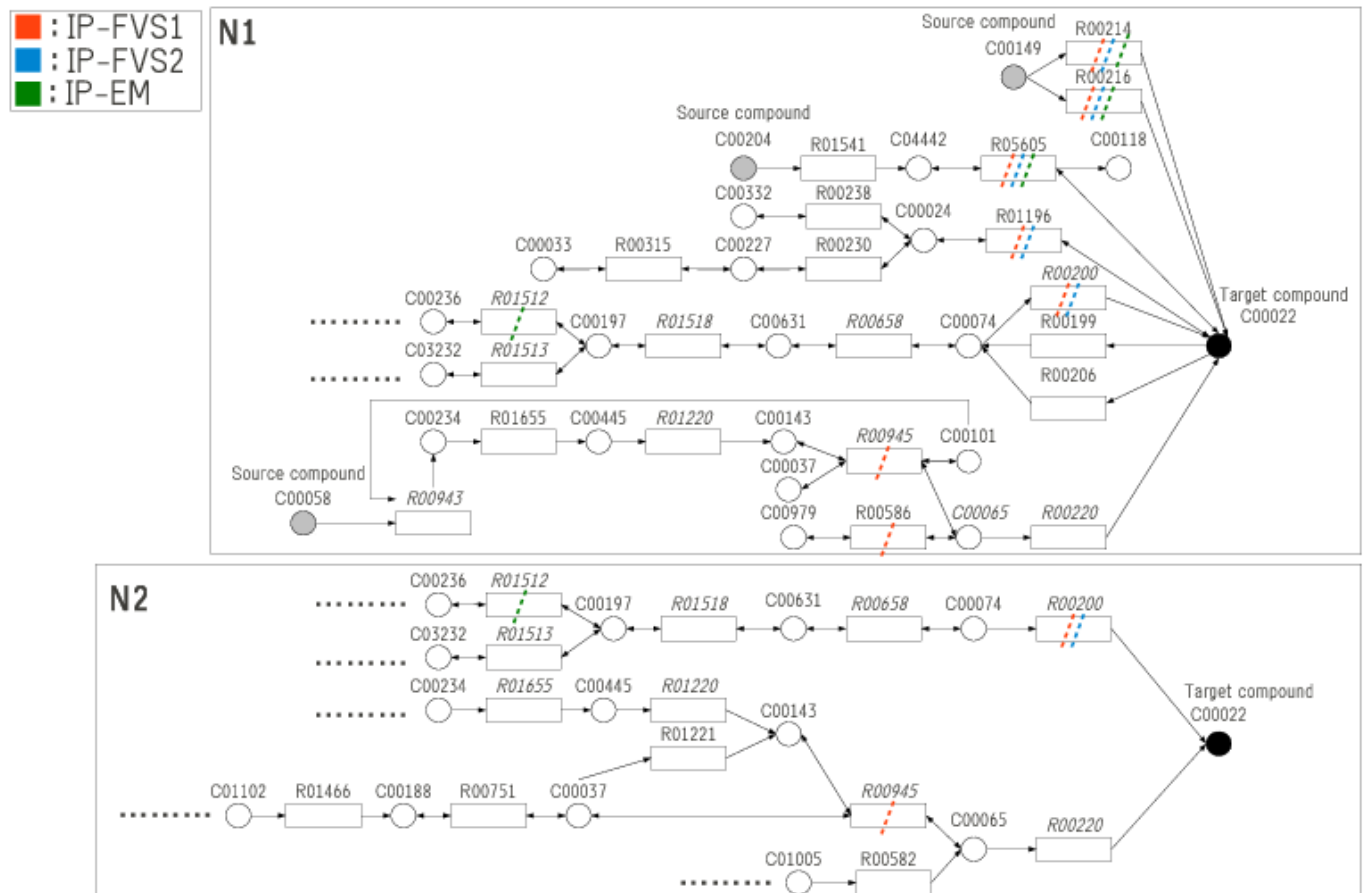 : IP-FVS1
: IP-FVS2
: IP-EM
N1
Source compound
R00214
C00149
R00216
Source compound
C00204
R01541
C04442
R05605
C00118
C00332
R00238
C00024
R01196
C00033
R00315
C00227
R00230
R00200
C00236
R01512
C00197
R01518
C00631
R00658
C00074
R00199
Target compound
C00022
C03232
R01513
R00206
C00234
R01655
C00445
R01220
C00143
R00945
C00101
C00037
Source compound
C00058
R00943
C00979
R00586
C00065
R00220
N2
C00236
R01512
C00197
R01518
C00631
R00658
C00074
R00200
C03232
R01513
C00234
R01655
C00445
R01220
C00143
Target compound
C00022
R01221
C01102
R01466
C00188
R00751
C00037
R00945
C00065
R00220
C01005
R00582